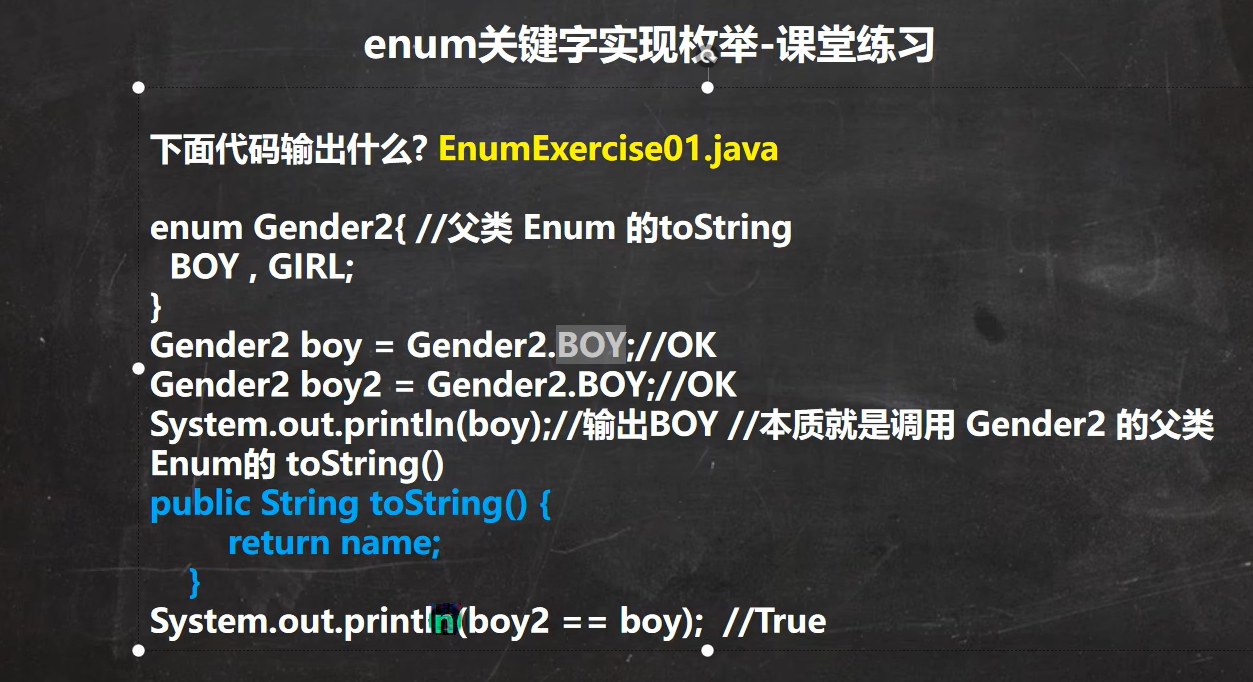 enum关键字实现枚举-课堂练习
下面代码输出什么? EnumExercise01.java
enum Gender2{ //父类 Enum 的toString
BOY , GIRL;
}
Gender2 boy = Gender2.BOY;//OK
Gender2 boy2 = Gender2.BOY;//OK
System.out.println(boy);//输出BOY //本质就是调用 Gender2 的父类
Enum的 toString()
public String toString() {
return name;
}
System.out.println(boy2 == boy); //True